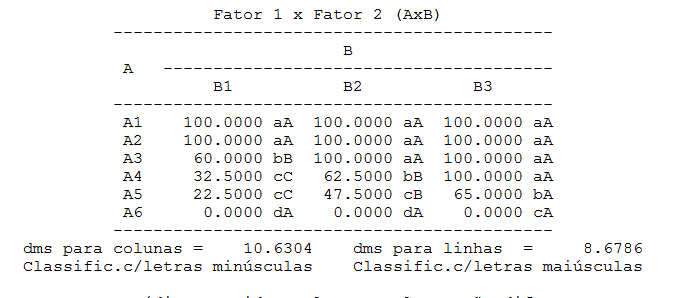 Fator 1 x Fator 2 (AxB)
------------------------------------------------
B
A ------------------------------------------
B1 B2 B3
------------------------------------------------
A1 100.0000 aA 100.0000 aA 100.0000 aA
A2 100.0000 aA 100.0000 aA 100.0000 aA
A3 60.0000 bB 100.0000 aA 100.0000 aA
A4 32.5000 cC 62.5000 bB 100.0000 aA
A5 22.5000 cC 47.5000 cB 65.0000 bA
A6 0.0000 dA 0.0000 dA 0.0000 cA
------------------------------------------------
dms para colunas = 10.6304 dms para linhas = 8.6786
Classific.c/letras minúsculas Classific.c/letras maiúsculas